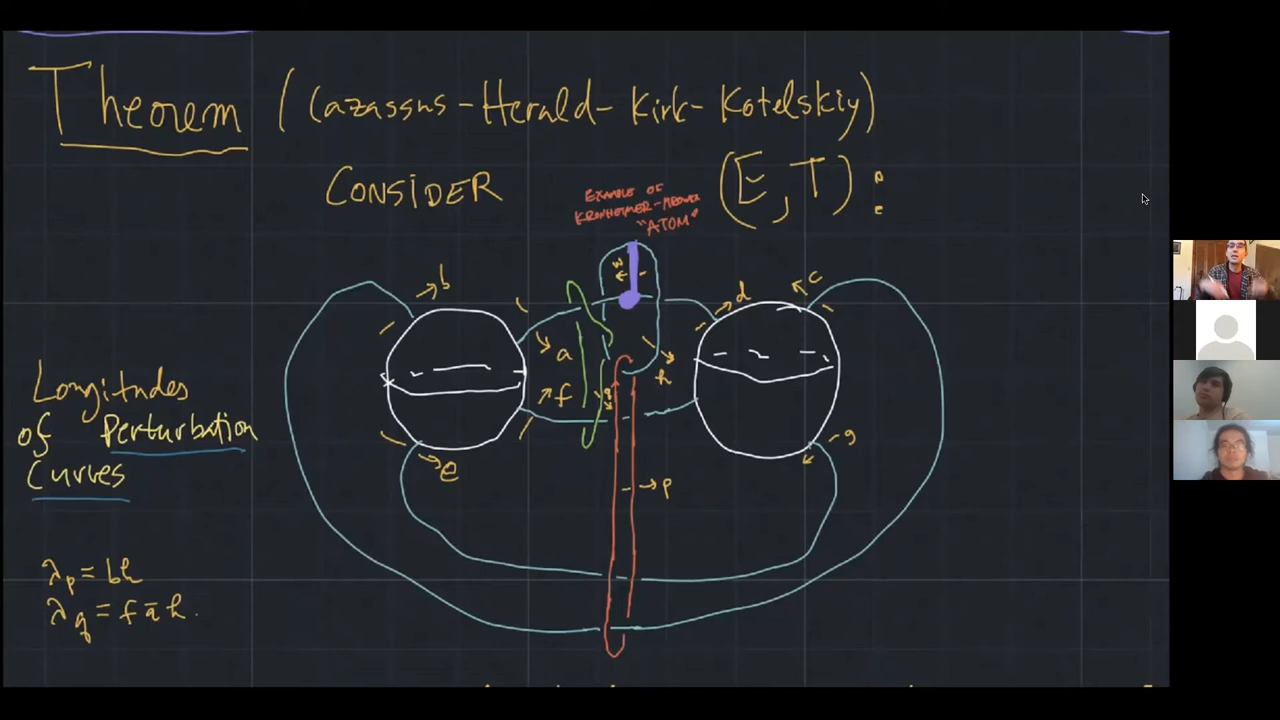 Theorem (Cazassus-Herald-Kirk-Kotelskiy)
CONSIDER (E, T):
EXAMPLE OF
KRONHEIMER-MROWKA
"ATOM"
b
w
d
c
a
f
h
q
e
g
p
Longitudes
of Perturbation
Curves
λp = bh
λq = f ā h.